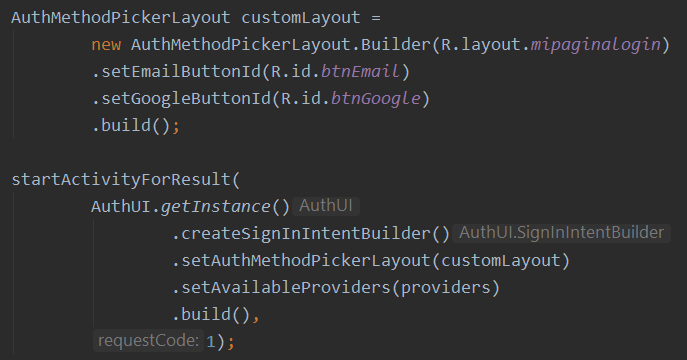 AuthMethodPickerLayout customLayout =
new AuthMethodPickerLayout.Builder(R.layout.mipaginalogin)
.setEmailButtonId(R.id.btnEmail)
.setGoogleButtonId(R.id.btnGoogle)
.build();
startActivityForResult(
AuthUI.getInstance() AuthUI
.createSignInIntentBuilder() AuthUI.SignInIntentBuilder
.setAuthMethodPickerLayout(customLayout)
.setAvailableProviders(providers)
.build(),
requestCode: 1);